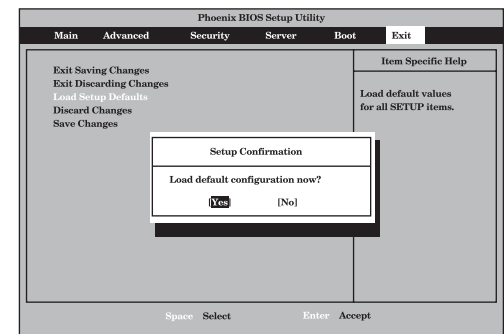 Phoenix BIOS Setup Utility
Main Advanced Security Server Boot Exit
Item Specific Help
Exit Saving Changes
Exit Discarding Changes
Load Setup Defaults
Discard Changes
Save Changes
Load default values
for all SETUP items.
Setup Confirmation
Load default configuration now?
[Yes] [No]
Space Select Enter Accept